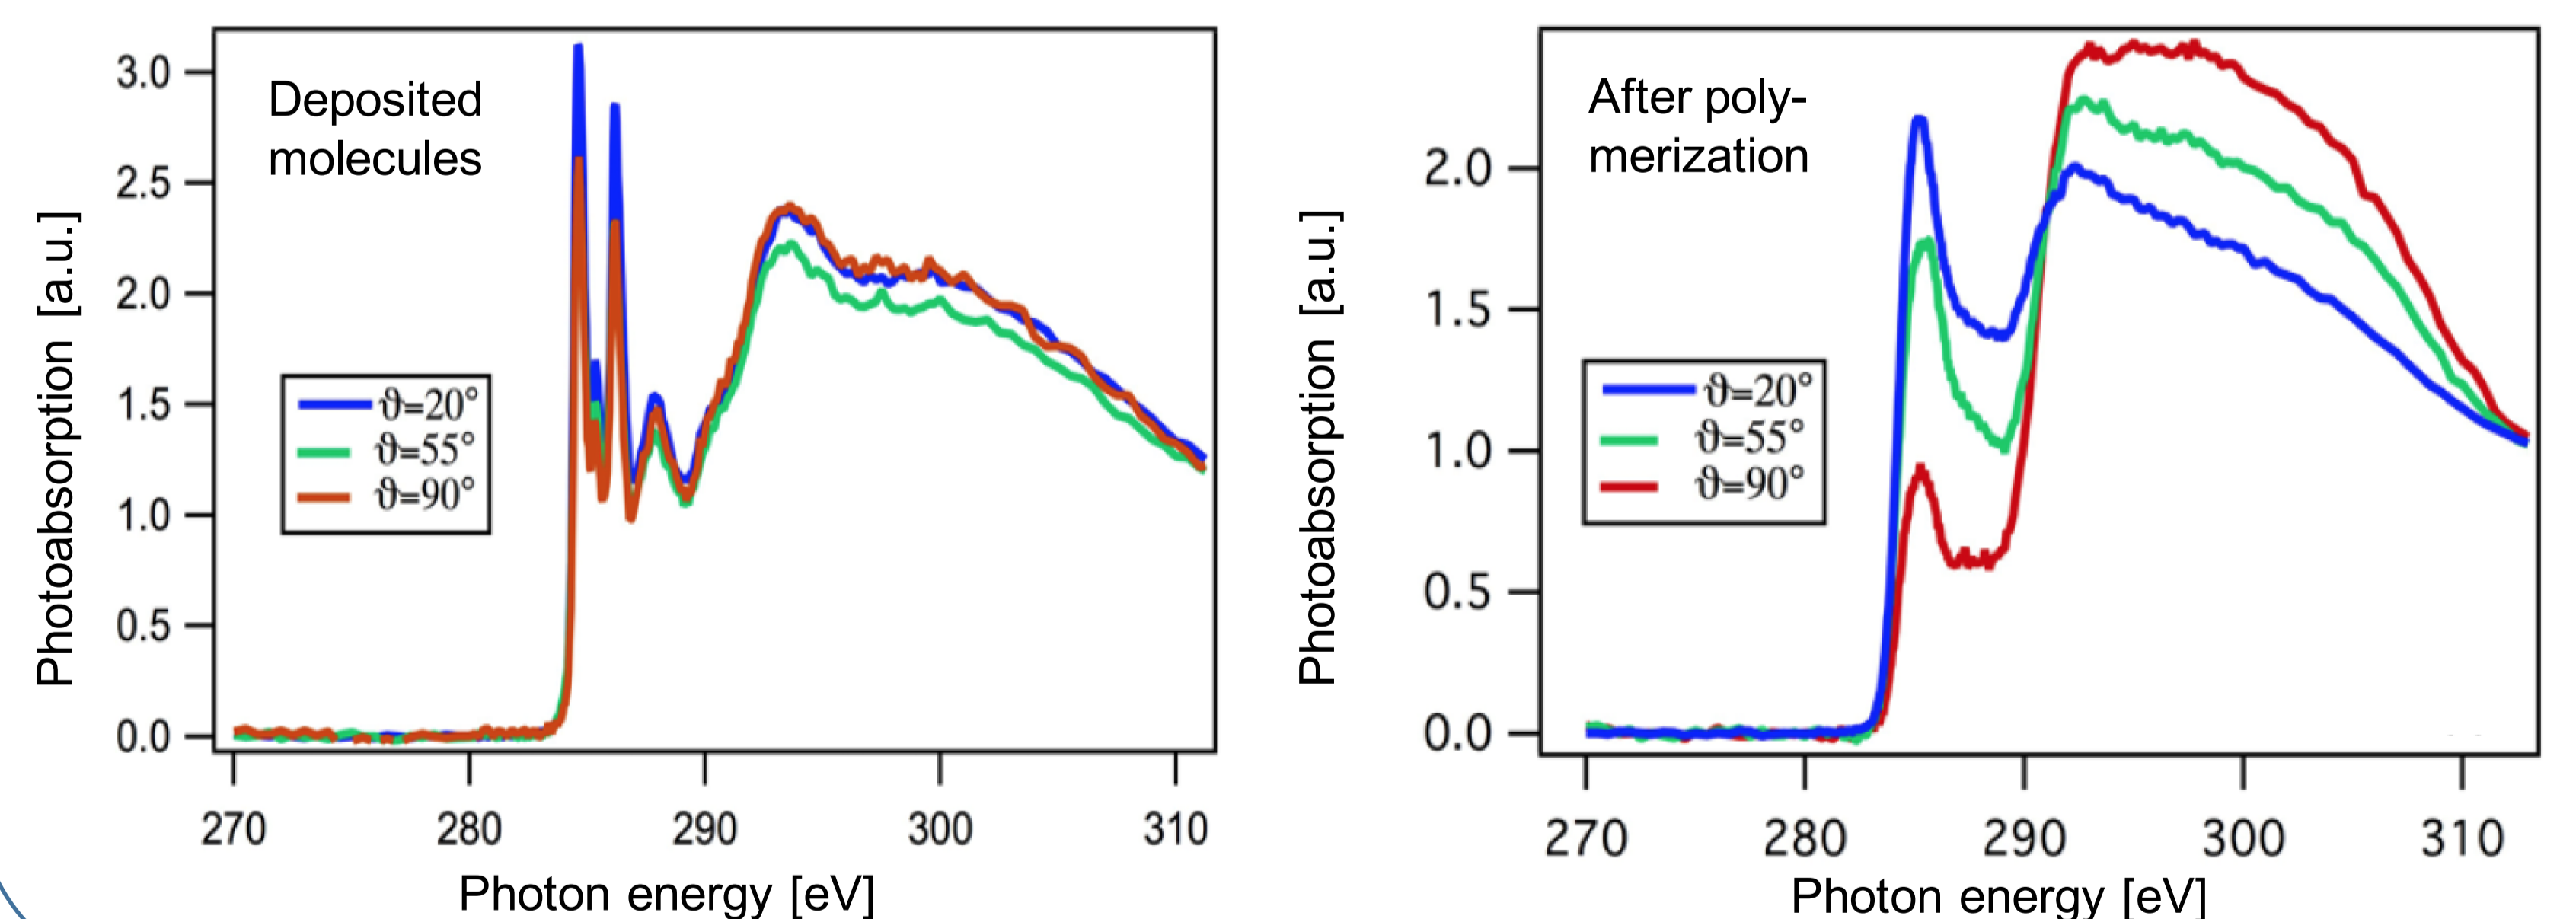 Photoabsorption [a.u.]
3.0
2.5
2.0
1.5
1.0
0.5
0.0
Deposited
molecules
ϑ=20°
ϑ=55°
ϑ=90°
270 280 290 300 310
Photon energy [eV]
Photoabsorption [a.u.]
2.0
1.5
1.0
0.5
0.0
After poly-
merization
ϑ=20°
ϑ=55°
ϑ=90°
270 280 290 300 310
Photon energy [eV]